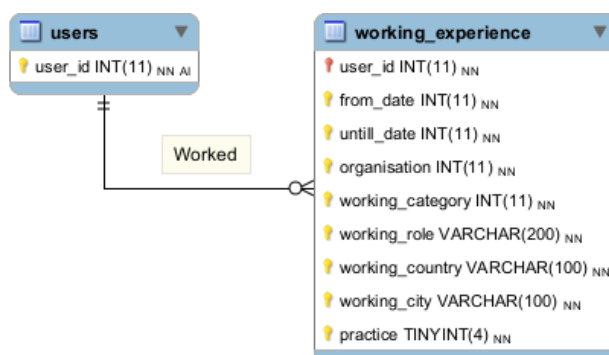 users
user_id INT(11) NN AI
Worked
working_experience
user_id INT(11) NN
from_date INT(11) NN
untill_date INT(11) NN
organisation INT(11) NN
working_category INT(11) NN
working_role VARCHAR(200) NN
working_country VARCHAR(100) NN
working_city VARCHAR(100) NN
practice TINYINT(4) NN